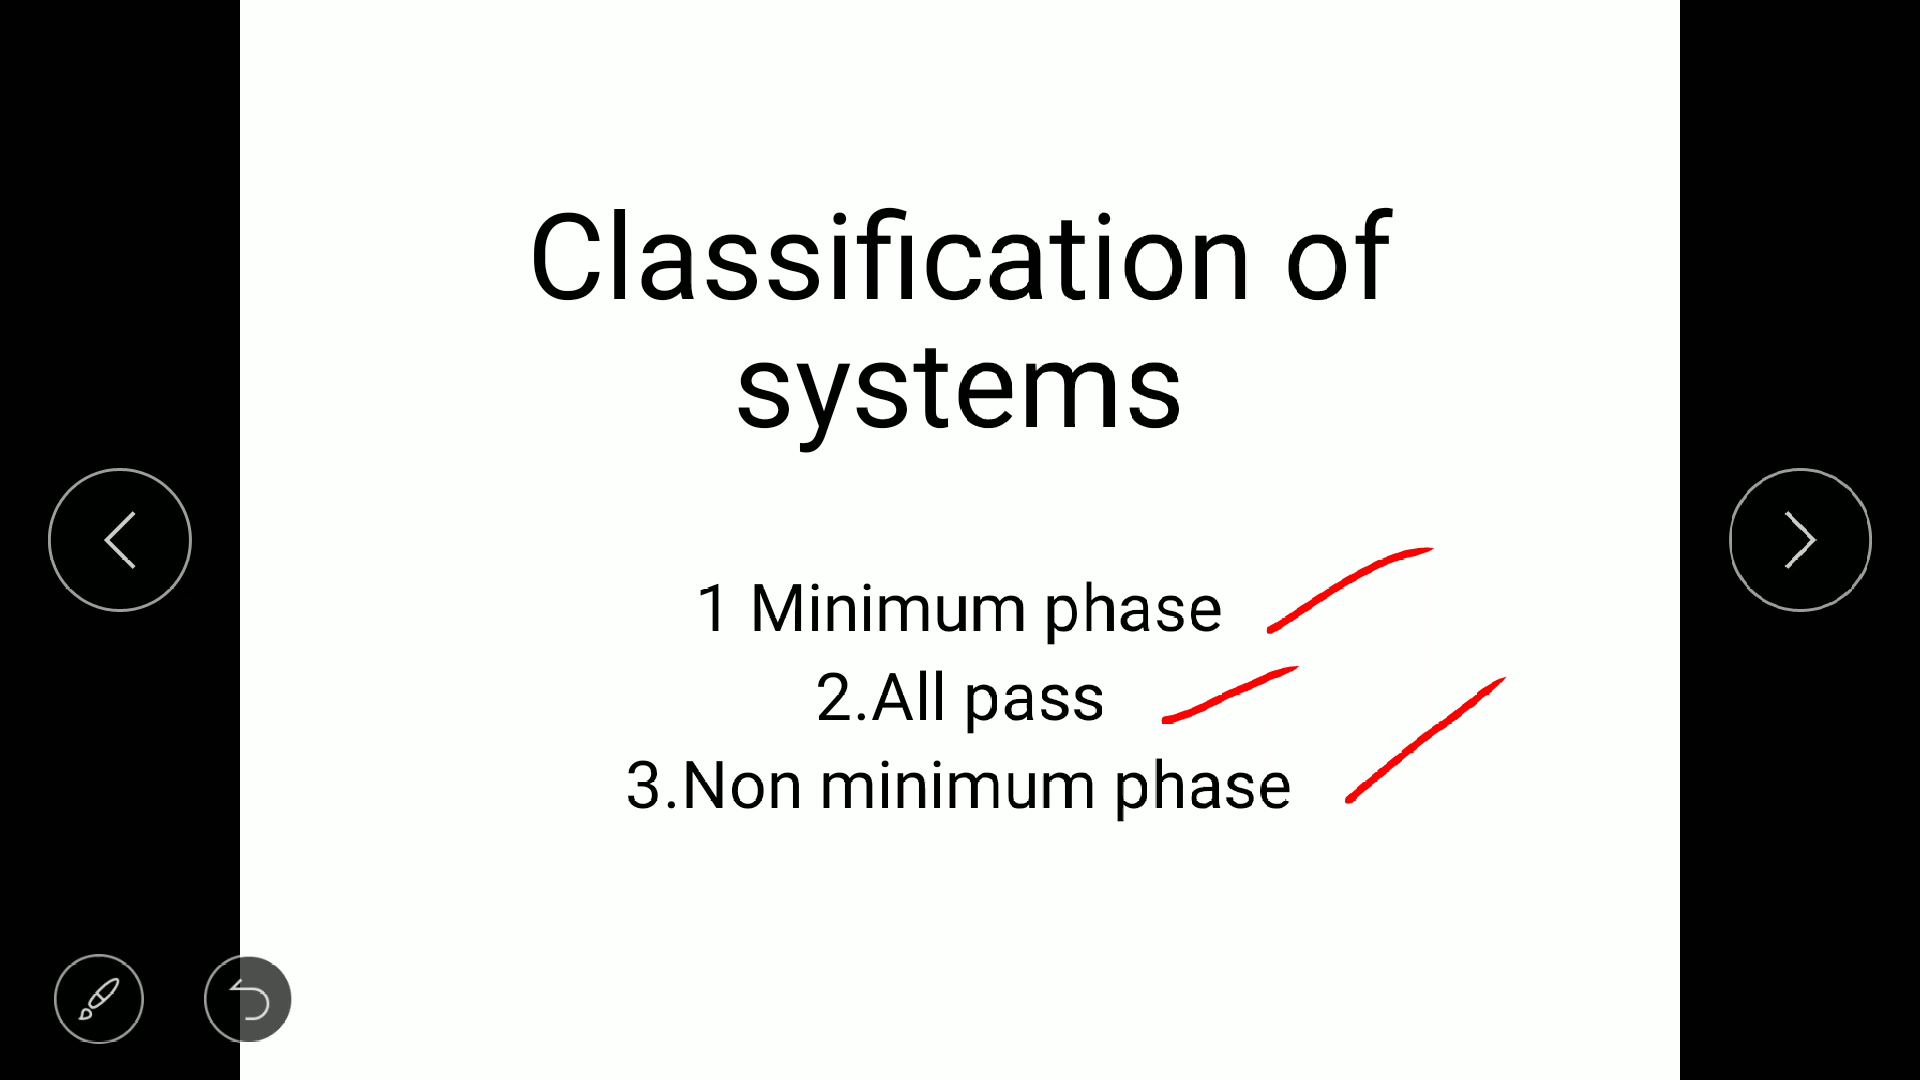 Classification of
systems
1 Minimum phase
2.All pass
3.Non minimum phase